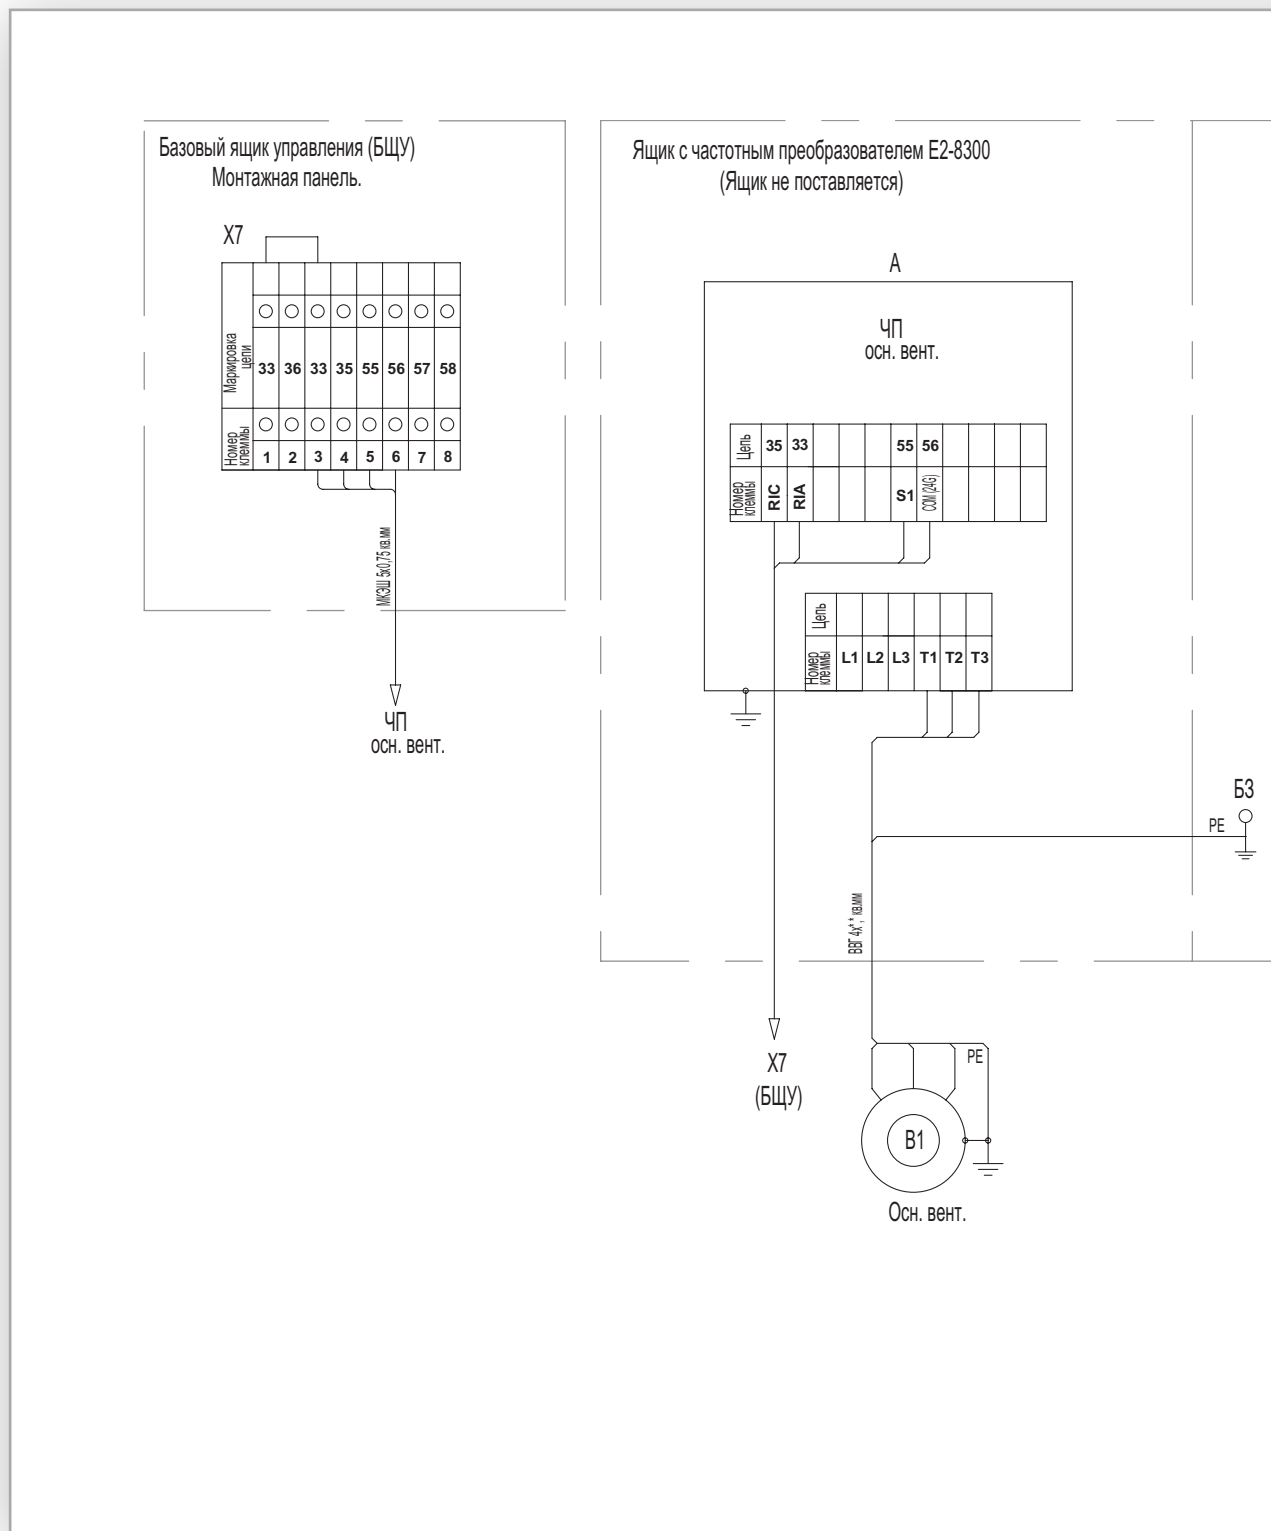 Базовый ящик управления (БЩУ)
Монтажная панель.
X7
Маркировка
цепи
33 36 33 35 55 56 57 58
Номер
клеммы
1 2 3 4 5 6 7 8
МКЭШ 5x0,75 кв.мм
ЧП
осн. вент.
Ящик с частотным преобразователем E2-8300
(Ящик не поставляется)
A
ЧП
осн. вент.
Цепь
35 33 55 56
Номер
клеммы
RIC RIA S1 COM (24G)
Цепь
Номер
клеммы
L1 L2 L3 T1 T2 T3
БЗ
PE
ВВГ 4x*,* кв.мм
X7
(БЩУ)
PE
B1
Осн. вент.